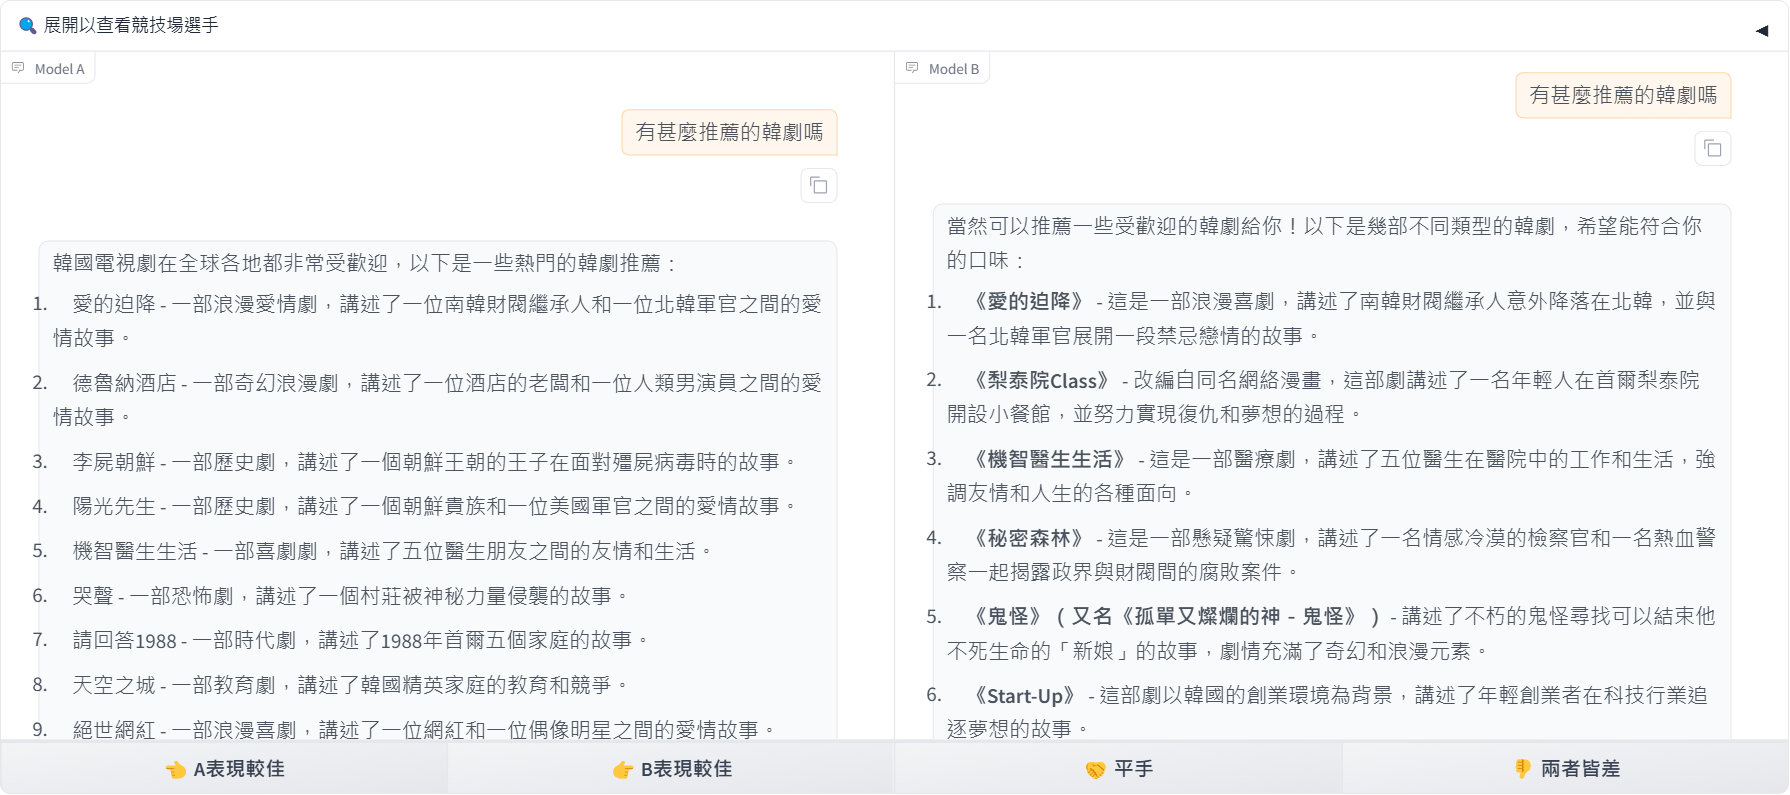 展開以查看競技場選手
Model A
有甚麼推薦的韓劇嗎
韓國電視劇在全球各地都非常受歡迎，以下是一些熱門的韓劇推薦：
1. 愛的迫降 - 一部浪漫愛情劇，講述了一位南韓財閥繼承人和一位北韓軍官之間的愛
情故事。
2. 德魯納酒店 - 一部奇幻浪漫劇，講述了一位酒店的老闆和一位人類男演員之間的愛
情故事。
3. 李屍朝鮮 - 一部歷史劇，講述了一個朝鮮王朝的王子在面對殭屍病毒時的故事。
4. 陽光先生 - 一部歷史劇，講述了一個朝鮮貴族和一位美國軍官之間的愛情故事。
5. 機智醫生生活 - 一部喜劇劇，講述了五位醫生朋友之間的友情和生活。
6. 哭聲 - 一部恐怖劇，講述了一個村莊被神秘力量侵襲的故事。
7. 請回答1988 - 一部時代劇，講述了1988年首爾五個家庭的故事。
8. 天空之城 - 一部教育劇，講述了韓國精英家庭的教育和競爭。
9. 絕世網紅 - 一部浪漫喜劇，講述了一位網紅和一位偶像明星之間的愛情故事。
Model B
有甚麼推薦的韓劇嗎
當然可以推薦一些受歡迎的韓劇給你！以下是幾部不同類型的韓劇，希望能符合你
的口味：
1. 《愛的迫降》 - 這是一部浪漫喜劇，講述了南韓財閥繼承人意外降落在北韓，並與
一名北韓軍官展開一段禁忌戀情的故事。
2. 《梨泰院Class》 - 改編自同名網絡漫畫，這部劇講述了一名年輕人在首爾梨泰院
開設小餐館，並努力實現復仇和夢想的過程。
3. 《機智醫生生活》 - 這是一部醫療劇，講述了五位醫生在醫院中的工作和生活，強
調友情和人生的各種面向。
4. 《秘密森林》 - 這是一部懸疑驚悚劇，講述了一名情感冷漠的檢察官和一名熱血警
察一起揭露政界與財閥間的腐敗案件。
5. 《鬼怪》（又名《孤單又燦爛的神 - 鬼怪》） - 講述了不朽的鬼怪尋找可以結束他
不死生命的「新娘」的故事，劇情充滿了奇幻和浪漫元素。
6. 《Start-Up》 - 這部劇以韓國的創業環境為背景，講述了年輕創業者在科技行業追
逐夢想的故事。
A表現較佳
B表現較佳
平手
兩者皆差